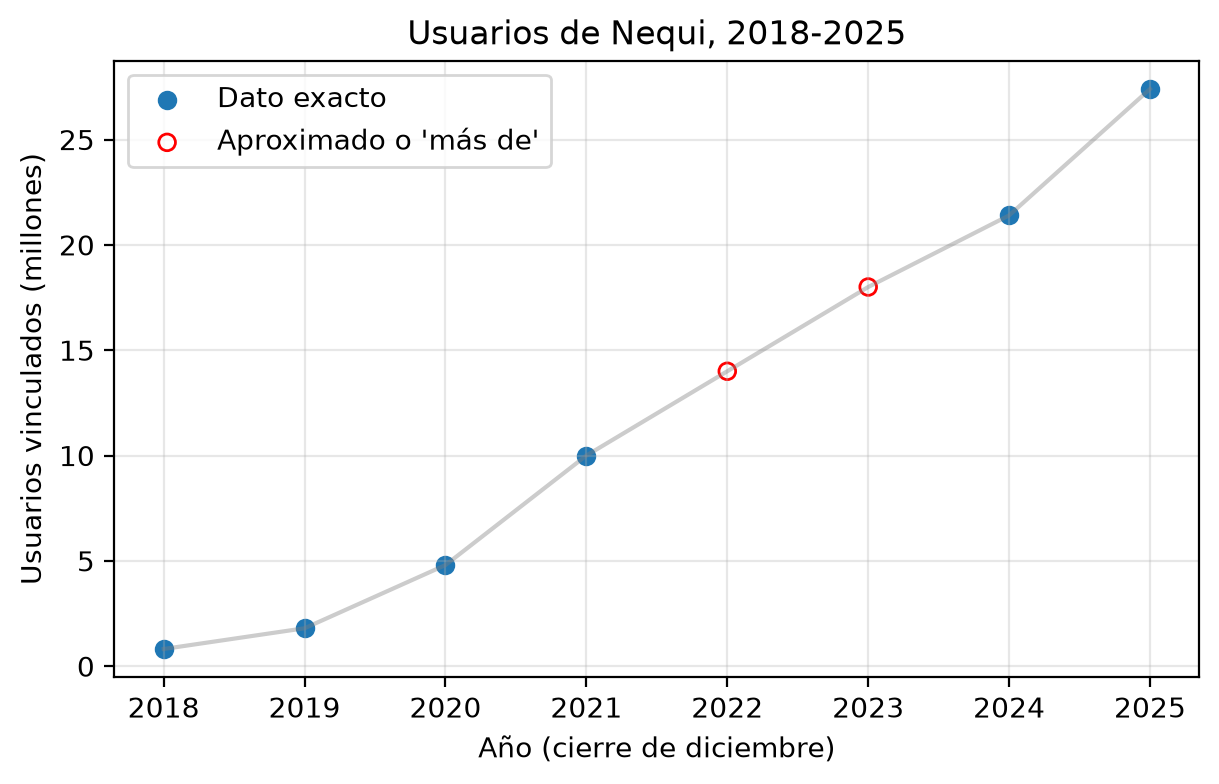 Usuarios de Nequi, 2018-2025
Dato exacto
Aproximado o 'más de'
Usuarios vinculados (millones)
25
20
15
10
5
0
2018 2019 2020 2021 2022 2023 2024 2025
Año (cierre de diciembre)